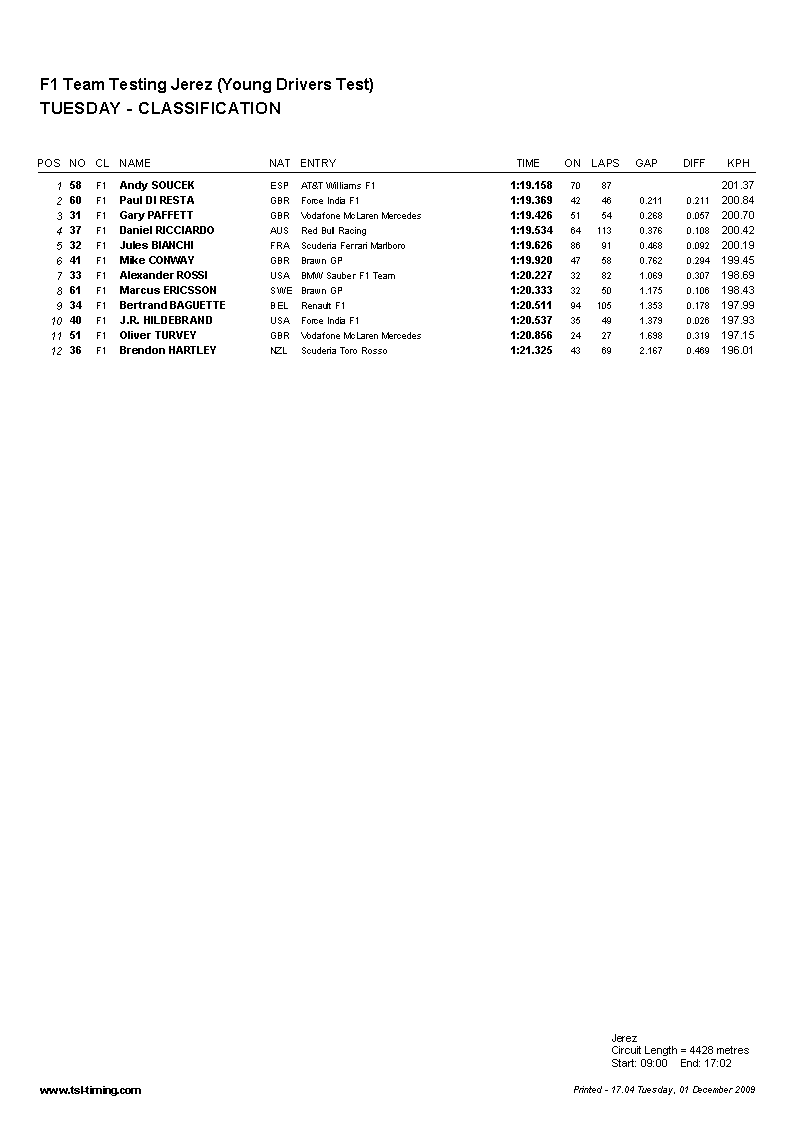 F1 Team Testing Jerez (Young Drivers Test)
TUESDAY - CLASSIFICATION
POS NO CL NAME NAT ENTRY TIME ON LAPS GAP DIFF KPH
1 58 F1 Andy SOUCEK ESP AT&T Williams F1 1:19.158 70 87 201.37
2 60 F1 Paul DI RESTA GBR Force India F1 1:19.369 42 46 0.211 0.211 200.84
3 31 F1 Gary PAFFETT GBR Vodafone McLaren Mercedes 1:19.426 51 54 0.268 0.057 200.70
4 37 F1 Daniel RICCIARDO AUS Red Bull Racing 1:19.534 64 113 0.376 0.108 200.42
5 32 F1 Jules BIANCHI FRA Scuderia Ferrari Marlboro 1:19.626 86 91 0.468 0.092 200.19
6 41 F1 Mike CONWAY GBR Brawn GP 1:19.920 47 58 0.762 0.294 199.45
7 33 F1 Alexander ROSSI USA BMW Sauber F1 Team 1:20.227 32 82 1.069 0.307 198.69
8 61 F1 Marcus ERICSSON SWE Brawn GP 1:20.333 32 50 1.175 0.106 198.43
9 34 F1 Bertrand BAGUETTE BEL Renault F1 1:20.511 94 105 1.353 0.178 197.99
10 40 F1 J.R. HILDEBRAND USA Force India F1 1:20.537 35 49 1.379 0.026 197.93
11 51 F1 Oliver TURVEY GBR Vodafone McLaren Mercedes 1:20.856 24 27 1.698 0.319 197.15
12 36 F1 Brendon HARTLEY NZL Scuderia Toro Rosso 1:21.325 43 69 2.167 0.469 196.01
Jerez
Circuit Length = 4428 metres
Start: 09:00 End: 17:02
www.tsl-timing.com Printed - 17:04 Tuesday, 01 December 2009